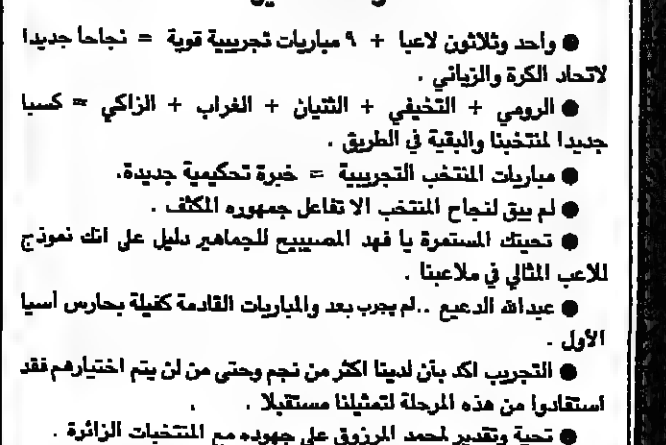 ● واحد وثلاثون لاعبا + ٩ مباريات تجريبية قوية = نجاحا جديدا
لاتحاد الكرة والزياني .
● الرومي + التخيفي + الثنيان + الغراب + الزاكي = كسبا
جديدا لمنتخبنا والبقية في الطريق .
● مباريات المنتخب التجريبية = خبرة تحكيمية جديدة.
● لم يبق لنجاح المنتخب الا تفاعل جمهوره المكثف .
● تحيتك المستمرة يا فهد المصيبيح للجماهير دليل على انك نموذج
للاعب المثالي في ملاعبنا .
● عبدالله الدعيع .. لم يجرب بعد والمباريات القادمة كفيلة بحارس آسيا
الأول .
● التجريب اكد بأن لدينا اكثر من نجم وحتى من لن يتم اختيارهم فقد
استفادوا من هذه المرحلة لتمثيلنا مستقبلا .
● تحية وتقدير لمحمد المرزوق على جهوده مع المنتخبات الزائرة .